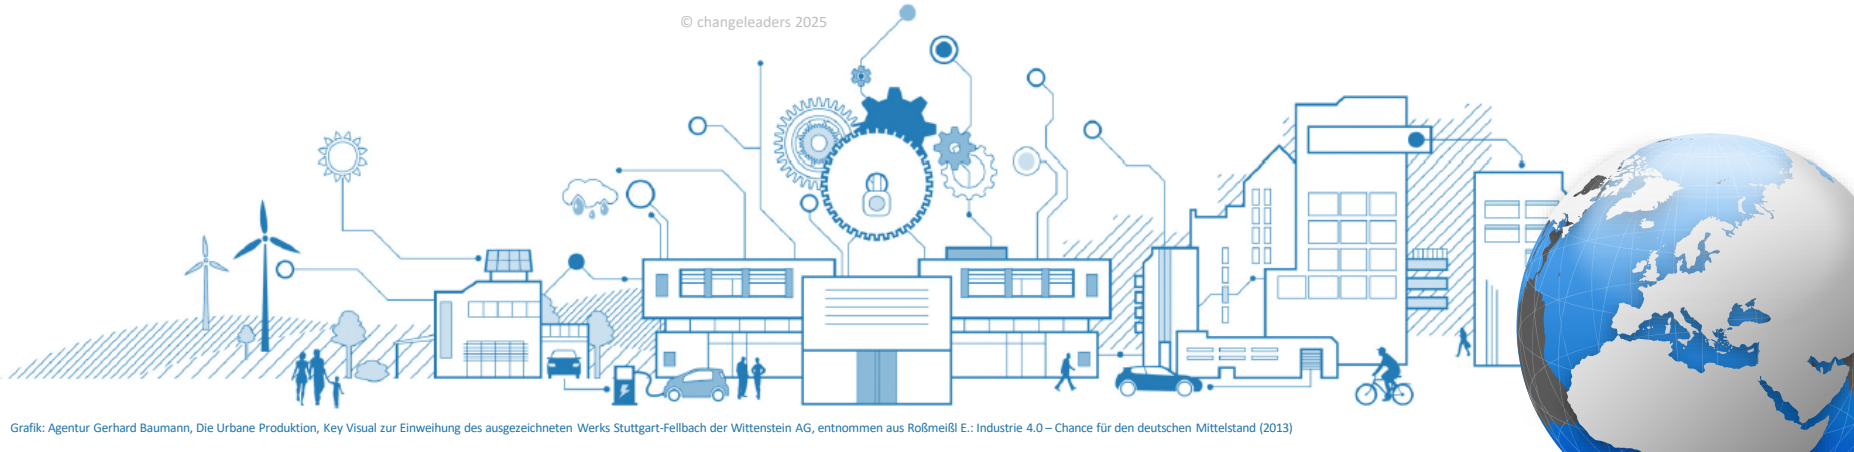 © changeleaders 2025
Grafik: Agentur Gerhard Baumann, Die Urbane Produktion, Key Visual zur Einweihung des ausgezeichneten Werks Stuttgart-Fellbach der Wittenstein AG, entnommen aus Roßmeißl E.: Industrie 4.0 – Chance für den deutschen Mittelstand (2013)